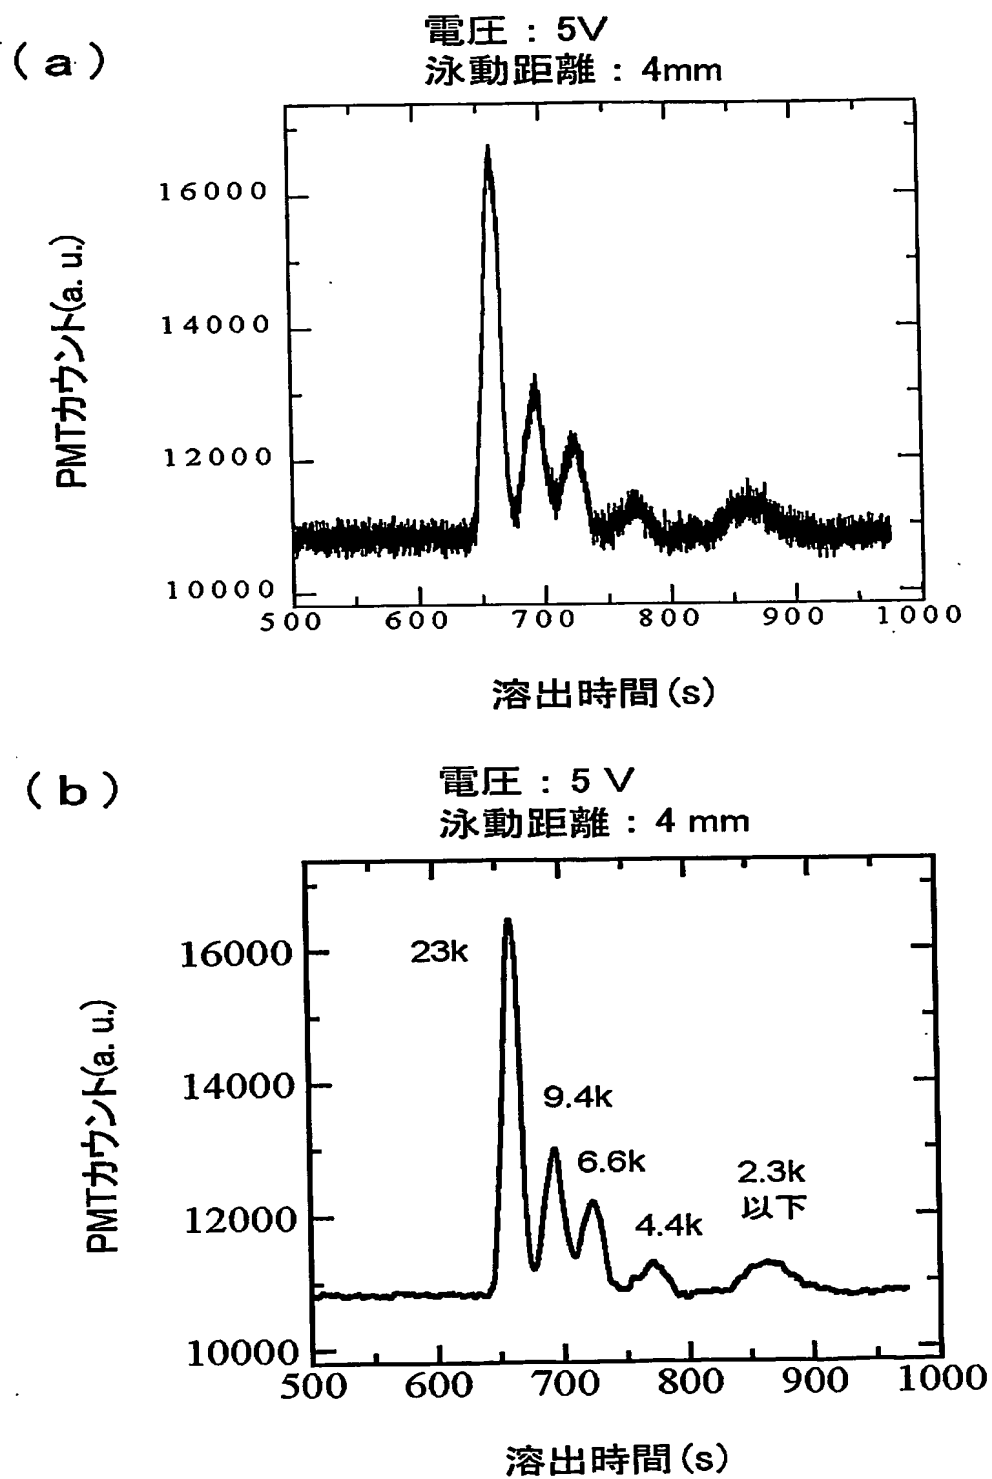 (a)
電圧 : 5V
泳動距離 : 4mm
PMTカウント(a. u.)
16000
14000
12000
10000
500 600 700 800 900 1000
溶出時間 (s)
(b)
電圧 : 5 V
泳動距離 : 4 mm
PMTカウント(a. u.)
16000
14000
12000
10000
23k
9.4k
6.6k
4.4k
2.3k
以下
500 600 700 800 900 1000
溶出時間 (s)